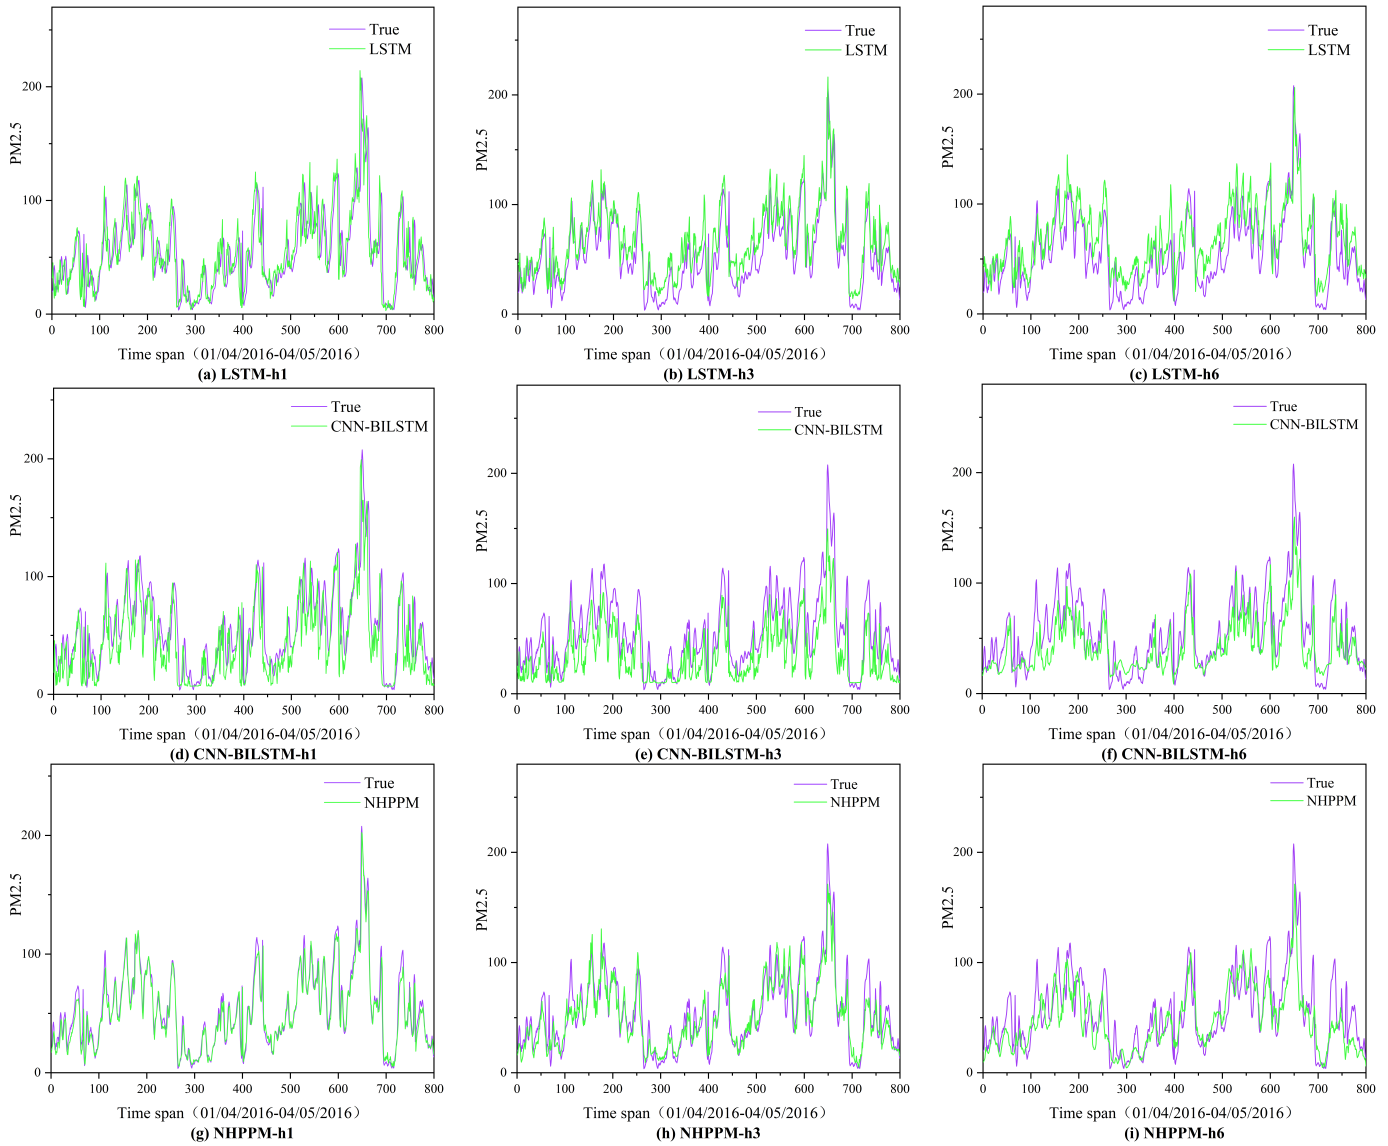 True
LSTM
PM2.5
200
100
0
0 100 200 300 400 500 600 700 800
Time span（01/04/2016-04/05/2016）
(a) LSTM-h1
True
LSTM
PM2.5
200
100
0
0 100 200 300 400 500 600 700 800
Time span（01/04/2016-04/05/2016）
(b) LSTM-h3
True
LSTM
PM2.5
200
100
0
0 100 200 300 400 500 600 700 800
Time span（01/04/2016-04/05/2016）
(c) LSTM-h6
True
CNN-BILSTM
PM2.5
200
100
0
0 100 200 300 400 500 600 700 800
Time span（01/04/2016-04/05/2016）
(d) CNN-BILSTM-h1
True
CNN-BILSTM
PM2.5
200
100
0
0 100 200 300 400 500 600 700 800
Time span（01/04/2016-04/05/2016）
(e) CNN-BILSTM-h3
True
CNN-BILSTM
PM2.5
200
100
0
0 100 200 300 400 500 600 700 800
Time span（01/04/2016-04/05/2016）
(f) CNN-BILSTM-h6
True
NHPPM
PM2.5
200
100
0
0 100 200 300 400 500 600 700 800
Time span（01/04/2016-04/05/2016）
(g) NHPPM-h1
True
NHPPM
PM2.5
200
100
0
0 100 200 300 400 500 600 700 800
Time span（01/04/2016-04/05/2016）
(h) NHPPM-h3
True
NHPPM
PM2.5
200
100
0
0 100 200 300 400 500 600 700 800
Time span（01/04/2016-04/05/2016）
(i) NHPPM-h6